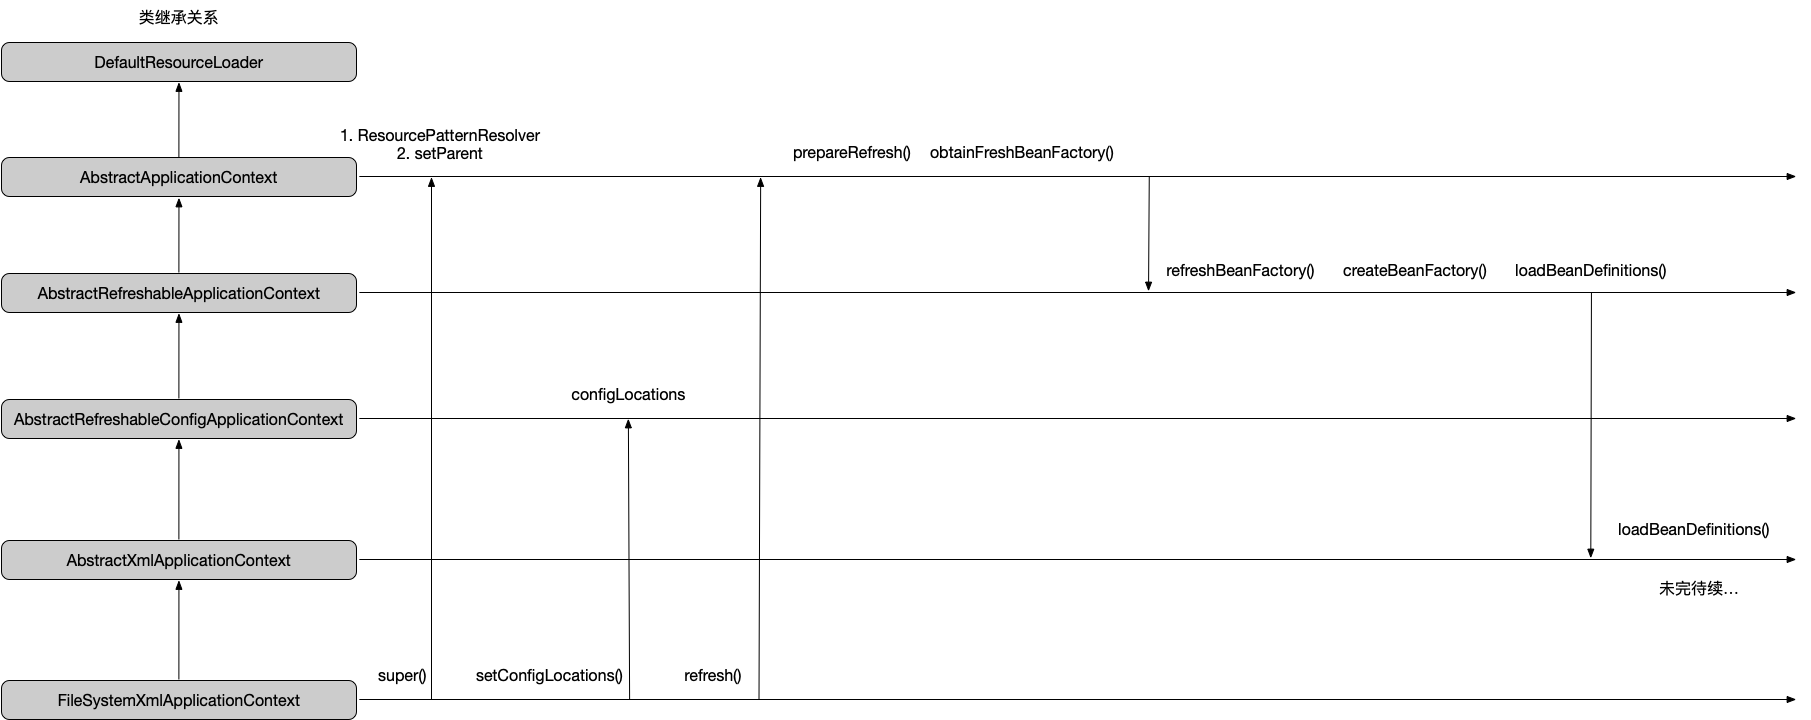 类继承关系
DefaultResourceLoader
1. ResourcePatternResolver
2. setParent
prepareRefresh()
obtainFreshBeanFactory()
AbstractApplicationContext
refreshBeanFactory()
createBeanFactory()
loadBeanDefinitions()
AbstractRefreshableApplicationContext
configLocations
AbstractRefreshableConfigApplicationContext
loadBeanDefinitions()
AbstractXmlApplicationContext
未完待续...
super()
setConfigLocations()
refresh()
FileSystemXmlApplicationContext